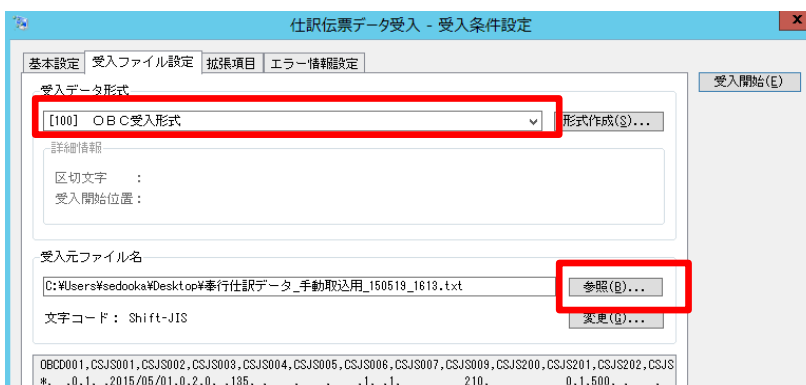 仕訳伝票データ受入 - 受入条件設定
x
基本設定 受入ファイル設定 拡張項目 エラー情報設定
受入開始(E)
受入データ形式
[100] OBC受入形式
形式作成(S)...
詳細情報
区切文字 :
受入開始位置:
受入元ファイル名
C:¥Users¥sedooka¥Desktop¥奉行仕訳データ_手動取込用_150519_1613.txt
参照(B)...
文字コード: Shift-JIS
変更(G)...
OBCD001,CSJS001,CSJS002,CSJS003,CSJS004,CSJS005,CSJS006,CSJS007,CSJS009,CSJS200,CSJS201,CSJS202,CSJS